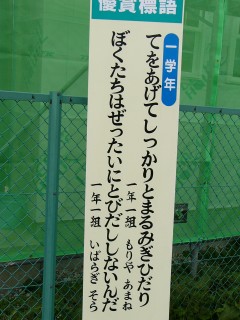 優賞標語
一学年
てをあげてしっかりとまるみぎひだり
一年一組 もりや あまね
ぼくたちはぜったいにとびだししないんだ
一年一組 いばらぎ そら